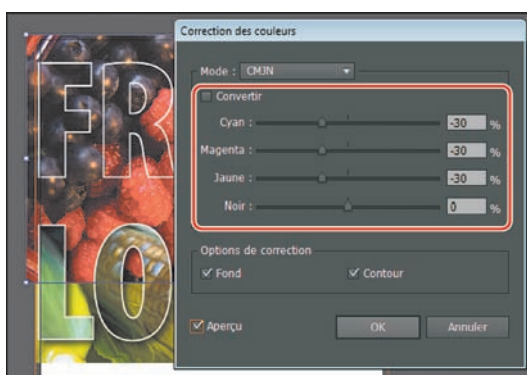 Correction des couleurs
Mode : CMJN
Convertir
Cyan : -30 %
Magenta : -30 %
Jaune : -30 %
Noir : 0 %
Options de correction
Fond Contour
Aperçu OK Annuler
FR
LO